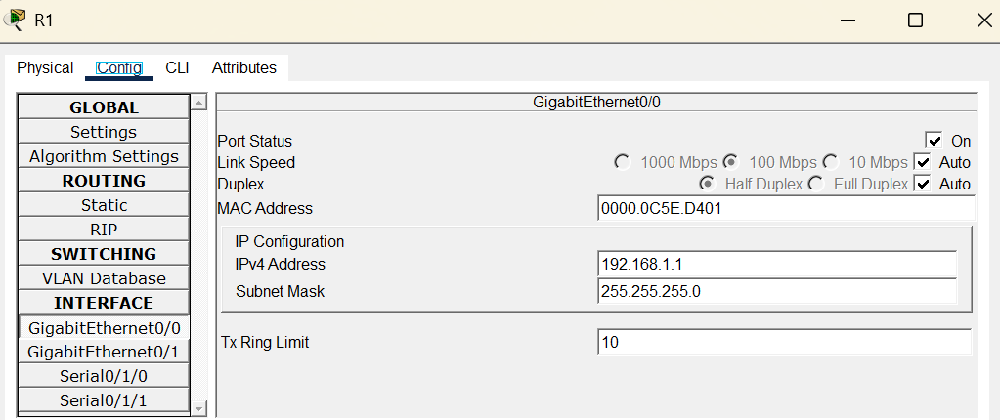 R1
Physical Config CLI Attributes
GLOBAL
Settings
Algorithm Settings
ROUTING
Static
RIP
SWITCHING
VLAN Database
INTERFACE
GigabitEthernet0/0
GigabitEthernet0/1
Serial0/1/0
Serial0/1/1
GigabitEthernet0/0
Port Status On
Link Speed 1000 Mbps 100 Mbps 10 Mbps Auto
Duplex Half Duplex Full Duplex Auto
MAC Address 0000.0C5E.D401
IP Configuration
IPv4 Address 192.168.1.1
Subnet Mask 255.255.255.0
Tx Ring Limit 10